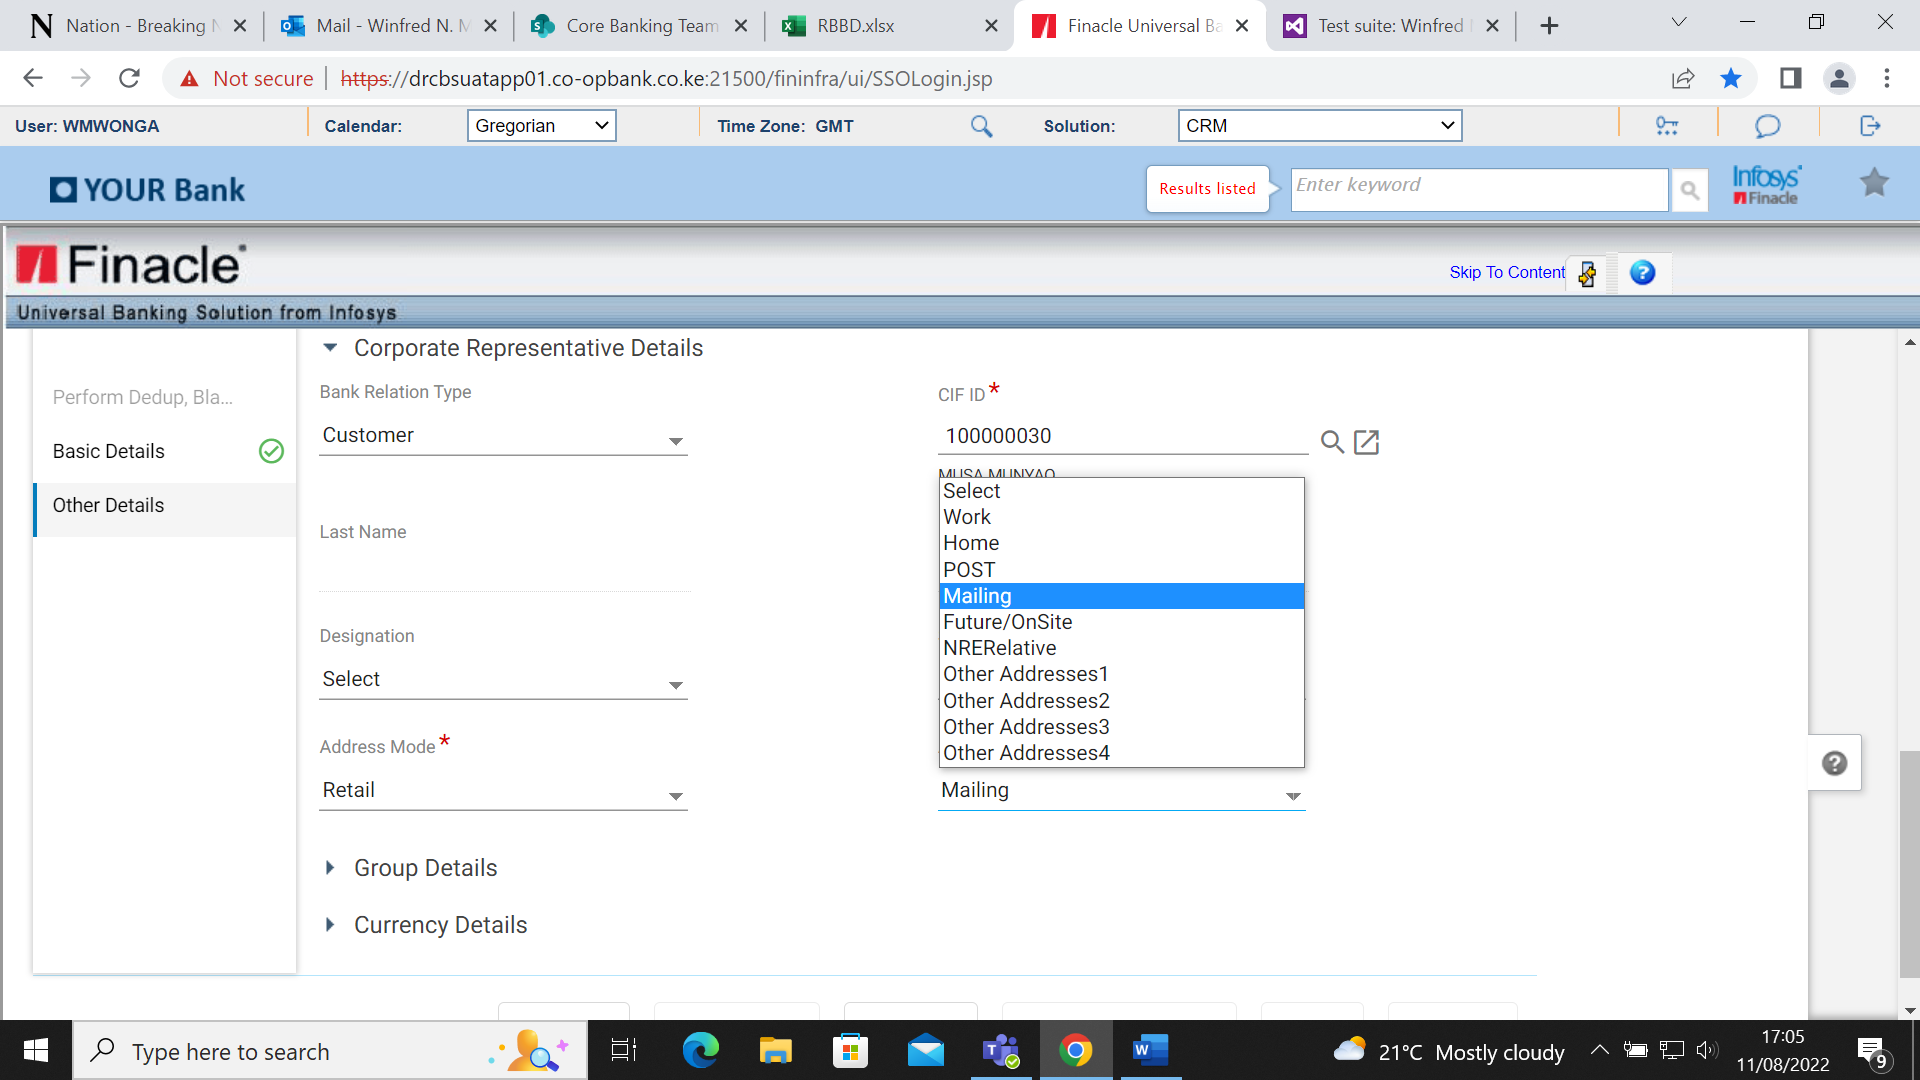 Nation - Breaking N
Mail - Winfred N. M
Core Banking Team
RBBD.xlsx
Finacle Universal Ba
Test suite: Winfred
Not secure
https://drcbsuatapp01.co-opbank.co.ke:21500/fininfra/ui/SSOLogin.jsp
User: WMWONGA
Calendar:
Gregorian
Time Zone: GMT
Solution:
CRM
YOUR Bank
Results listed
Enter keyword
Infosys
Finacle
Finacle
Skip To Content
Universal Banking Solution from Infosys
Corporate Representative Details
Perform Dedup, Bla...
Basic Details
Other Details
Bank Relation Type
Customer
CIF ID*
100000030
MUSA MUNYAO
Last Name
Designation
Select
Address Mode*
Retail
Select
Work
Home
POST
Mailing
Future/OnSite
NRERelative
Other Addresses1
Other Addresses2
Other Addresses3
Other Addresses4
Mailing
Group Details
Currency Details
Type here to search
21°C Mostly cloudy
17:05
11/08/2022
9